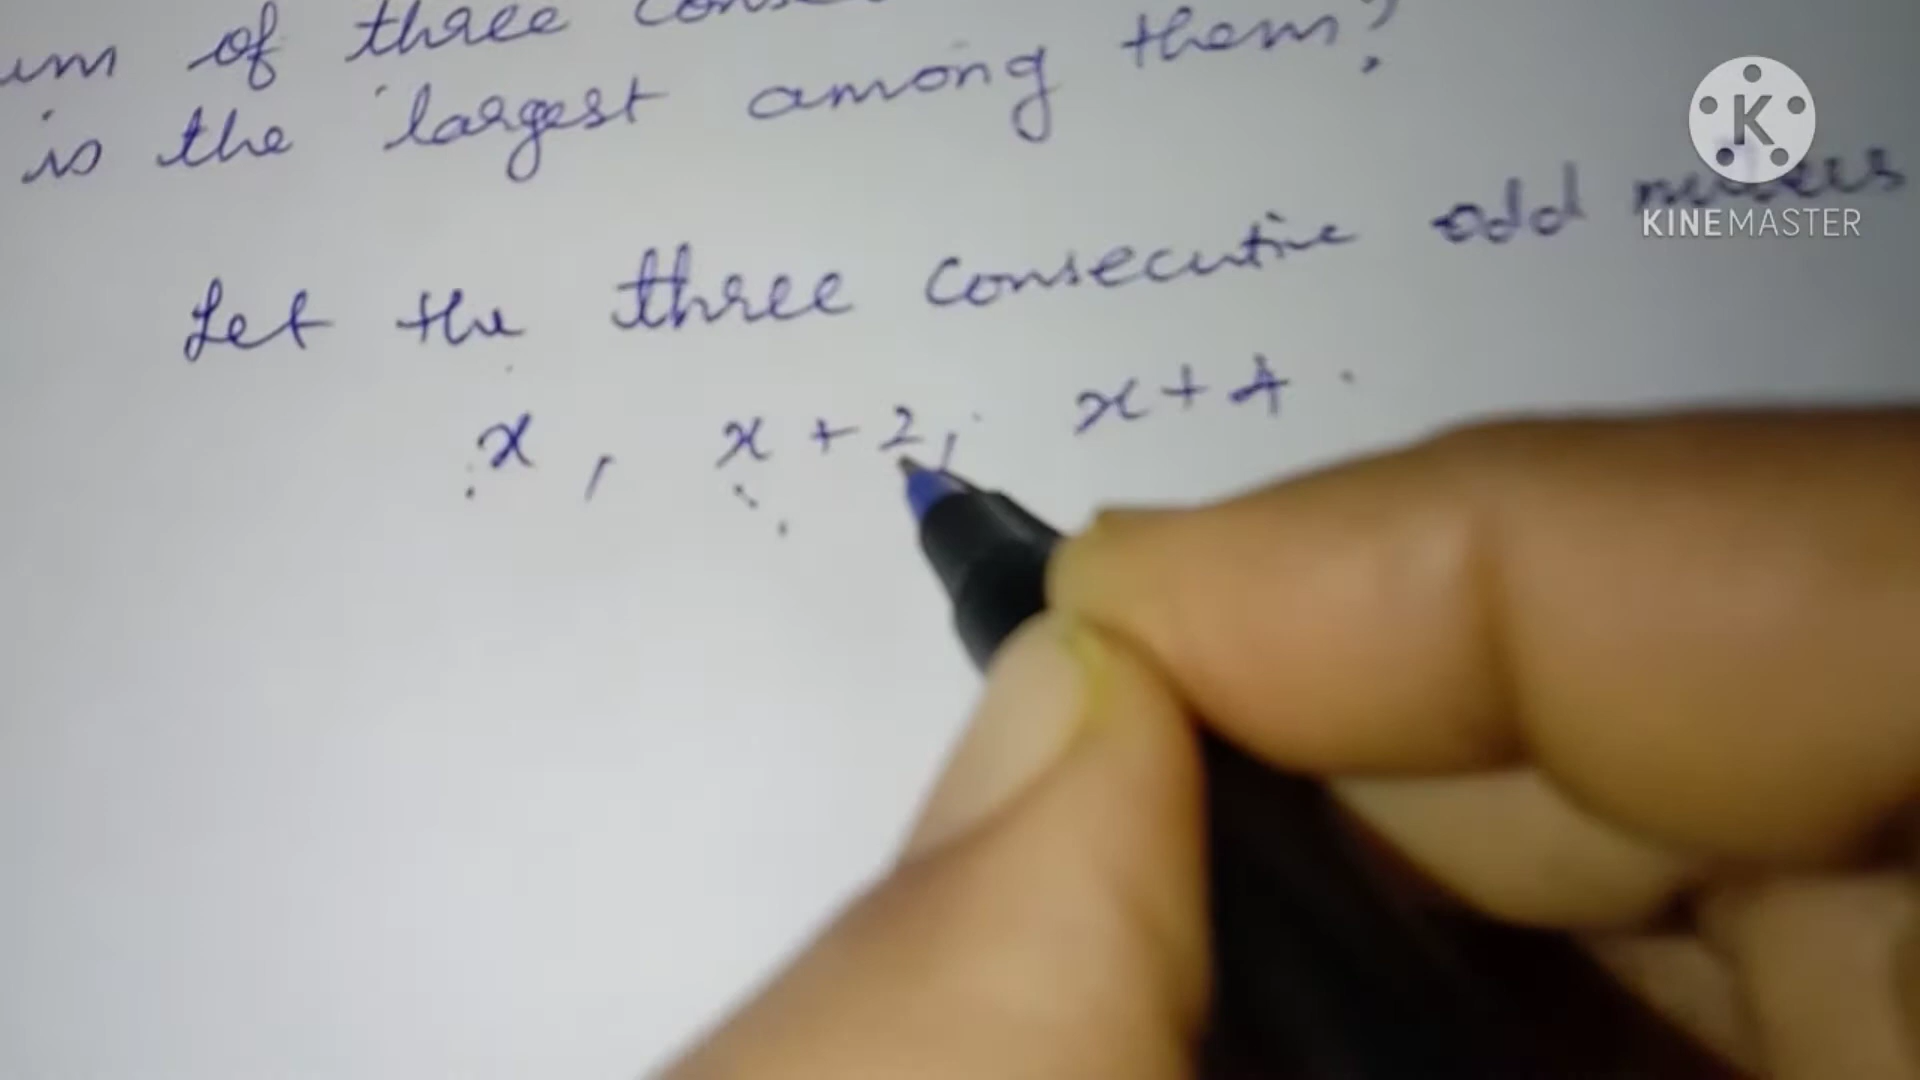 of three
is the largest among them?
Let the three consecutive odd
x, x+2, x+4.
K
KINEMASTER